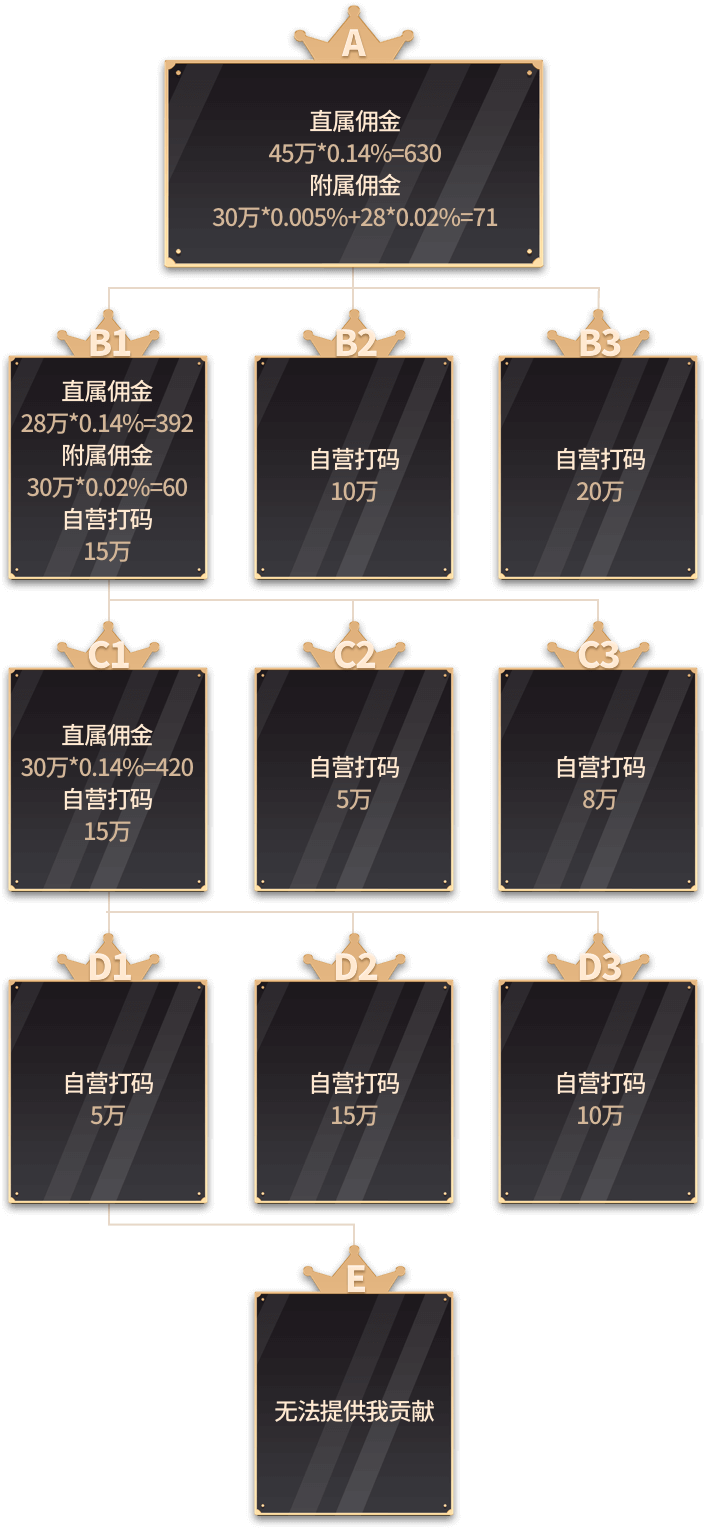 A
直属佣金
45万*0.14%=630
附属佣金
30万*0.005%+28*0.02%=71
B1
直属佣金
28万*0.14%=392
附属佣金
30万*0.02%=60
自营打码
15万
B2
自营打码
10万
B3
自营打码
20万
C1
直属佣金
30万*0.14%=420
自营打码
15万
C2
自营打码
5万
C3
自营打码
8万
D1
自营打码
5万
D2
自营打码
15万
D3
自营打码
10万
E
无法提供我贡献